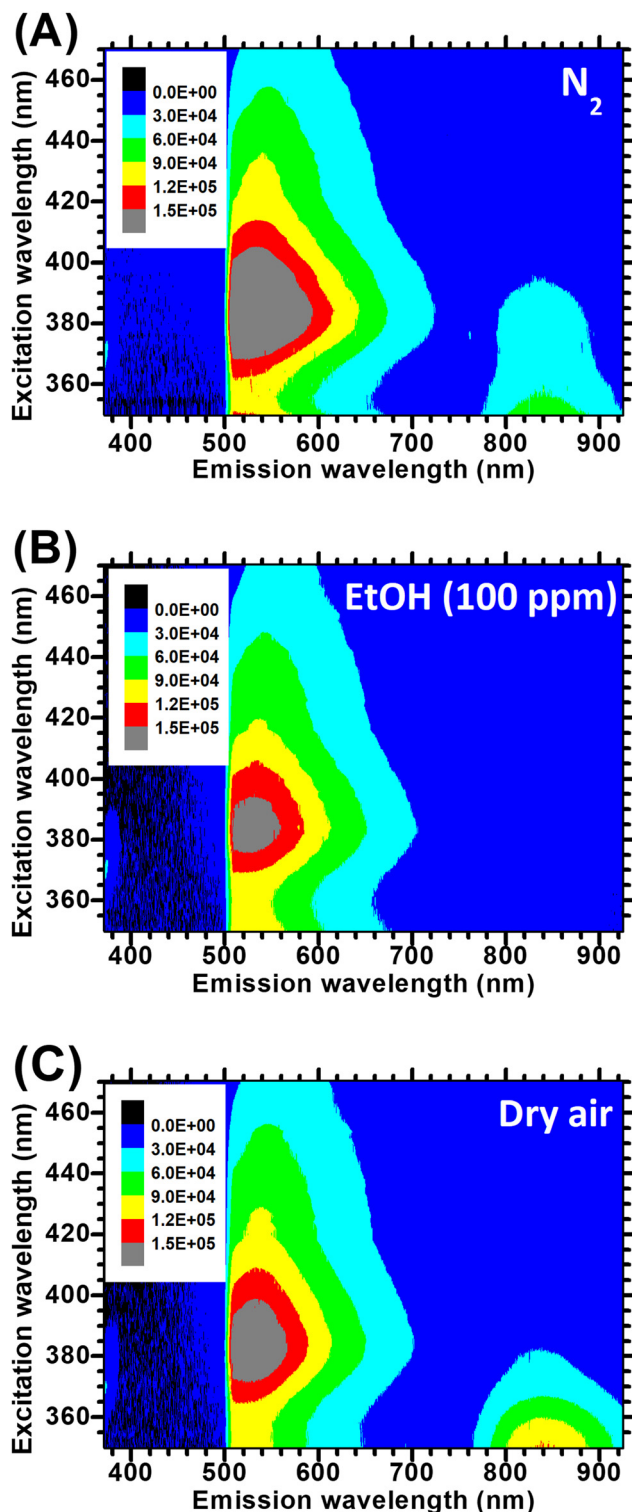 (A)
N2
0.0E+00
3.0E+04
6.0E+04
9.0E+04
1.2E+05
1.5E+05
460
440
420
400
380
360
Excitation wavelength (nm)
400 500 600 700 800 900
Emission wavelength (nm)
(B)
EtOH (100 ppm)
0.0E+00
3.0E+04
6.0E+04
9.0E+04
1.2E+05
1.5E+05
460
440
420
400
380
360
Excitation wavelength (nm)
400 500 600 700 800 900
Emission wavelength (nm)
(C)
Dry air
0.0E+00
3.0E+04
6.0E+04
9.0E+04
1.2E+05
1.5E+05
460
440
420
400
380
360
Excitation wavelength (nm)
400 500 600 700 800 900
Emission wavelength (nm)